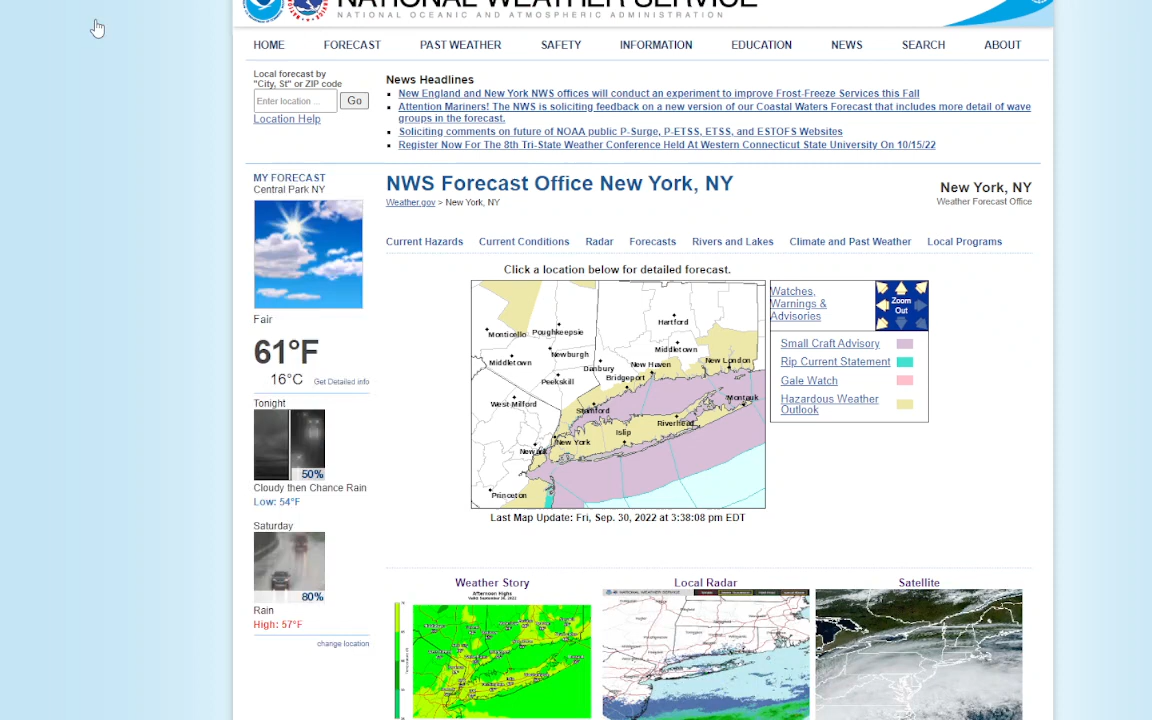 NATIONAL WEATHER SERVICE
NATIONAL OCEANIC AND ATMOSPHERIC ADMINISTRATION
HOME FORECAST PAST WEATHER SAFETY INFORMATION EDUCATION NEWS SEARCH ABOUT
Local forecast by
"City, St" or ZIP code
Enter location ... Go
Location Help
News Headlines
New England and New York NWS offices will conduct an experiment to improve Frost-Freeze Services this Fall
Attention Mariners! The NWS is soliciting feedback on a new version of our Coastal Waters Forecast that includes more detail of wave
groups in the forecast.
Soliciting comments on future of NOAA public P-Surge, P-ETSS, ETSS, and ESTOFS Websites
Register Now For The 8th Tri-State Weather Conference Held At Western Connecticut State University On 10/15/22
MY FORECAST
Central Park NY
Fair
61°F
16°C Get Detailed info
Tonight
50%
Cloudy then Chance Rain
Low: 54°F
Saturday
80%
Rain
High: 57°F
change location
NWS Forecast Office New York, NY
Weather.gov > New York, NY
New York, NY
Weather Forecast Office
Current Hazards Current Conditions Radar Forecasts Rivers and Lakes Climate and Past Weather Local Programs
Click a location below for detailed forecast.
Hartford
Monticello Poughkeepsie
Middletown
Newburgh
Middletown
Danbury New Haven New London
Peekskill Bridgeport
West Milford Stamford Montauk
Riverhead
New York Islip
Newark
Princeton
Last Map Update: Fri, Sep. 30, 2022 at 3:38:08 pm EDT
Watches,
Warnings &
Advisories
Zoom
Out
Small Craft Advisory
Rip Current Statement
Gale Watch
Hazardous Weather
Outlook
Weather Story Local Radar Satellite
Afternoon Highs